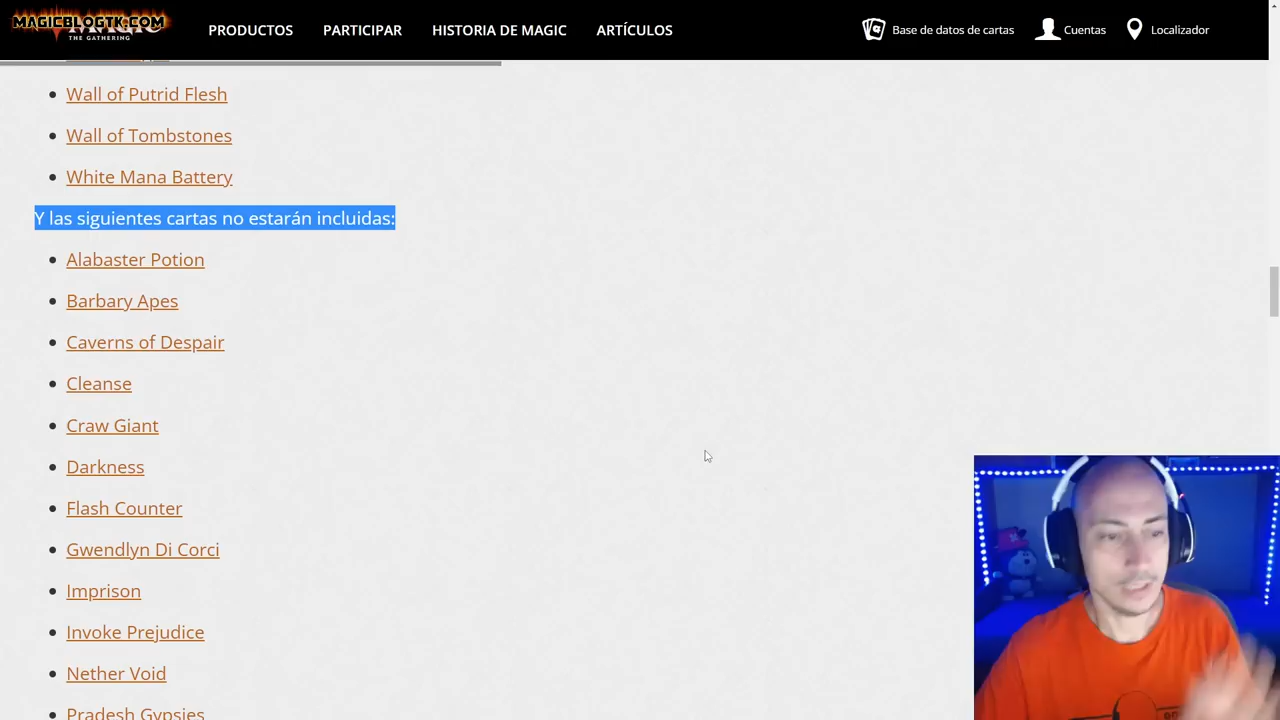 MAGICBLOGTK.COM
THE GATHERING
PRODUCTOS
PARTICIPAR
HISTORIA DE MAGIC
ARTÍCULOS
Base de datos de cartas
Cuentas
Localizador
Wall of Putrid Flesh
Wall of Tombstones
White Mana Battery
Y las siguientes cartas no estarán incluidas:
Alabaster Potion
Barbary Apes
Caverns of Despair
Cleanse
Craw Giant
Darkness
Flash Counter
Gwendlyn Di Corci
Imprison
Invoke Prejudice
Nether Void
Pradesh Gypsies